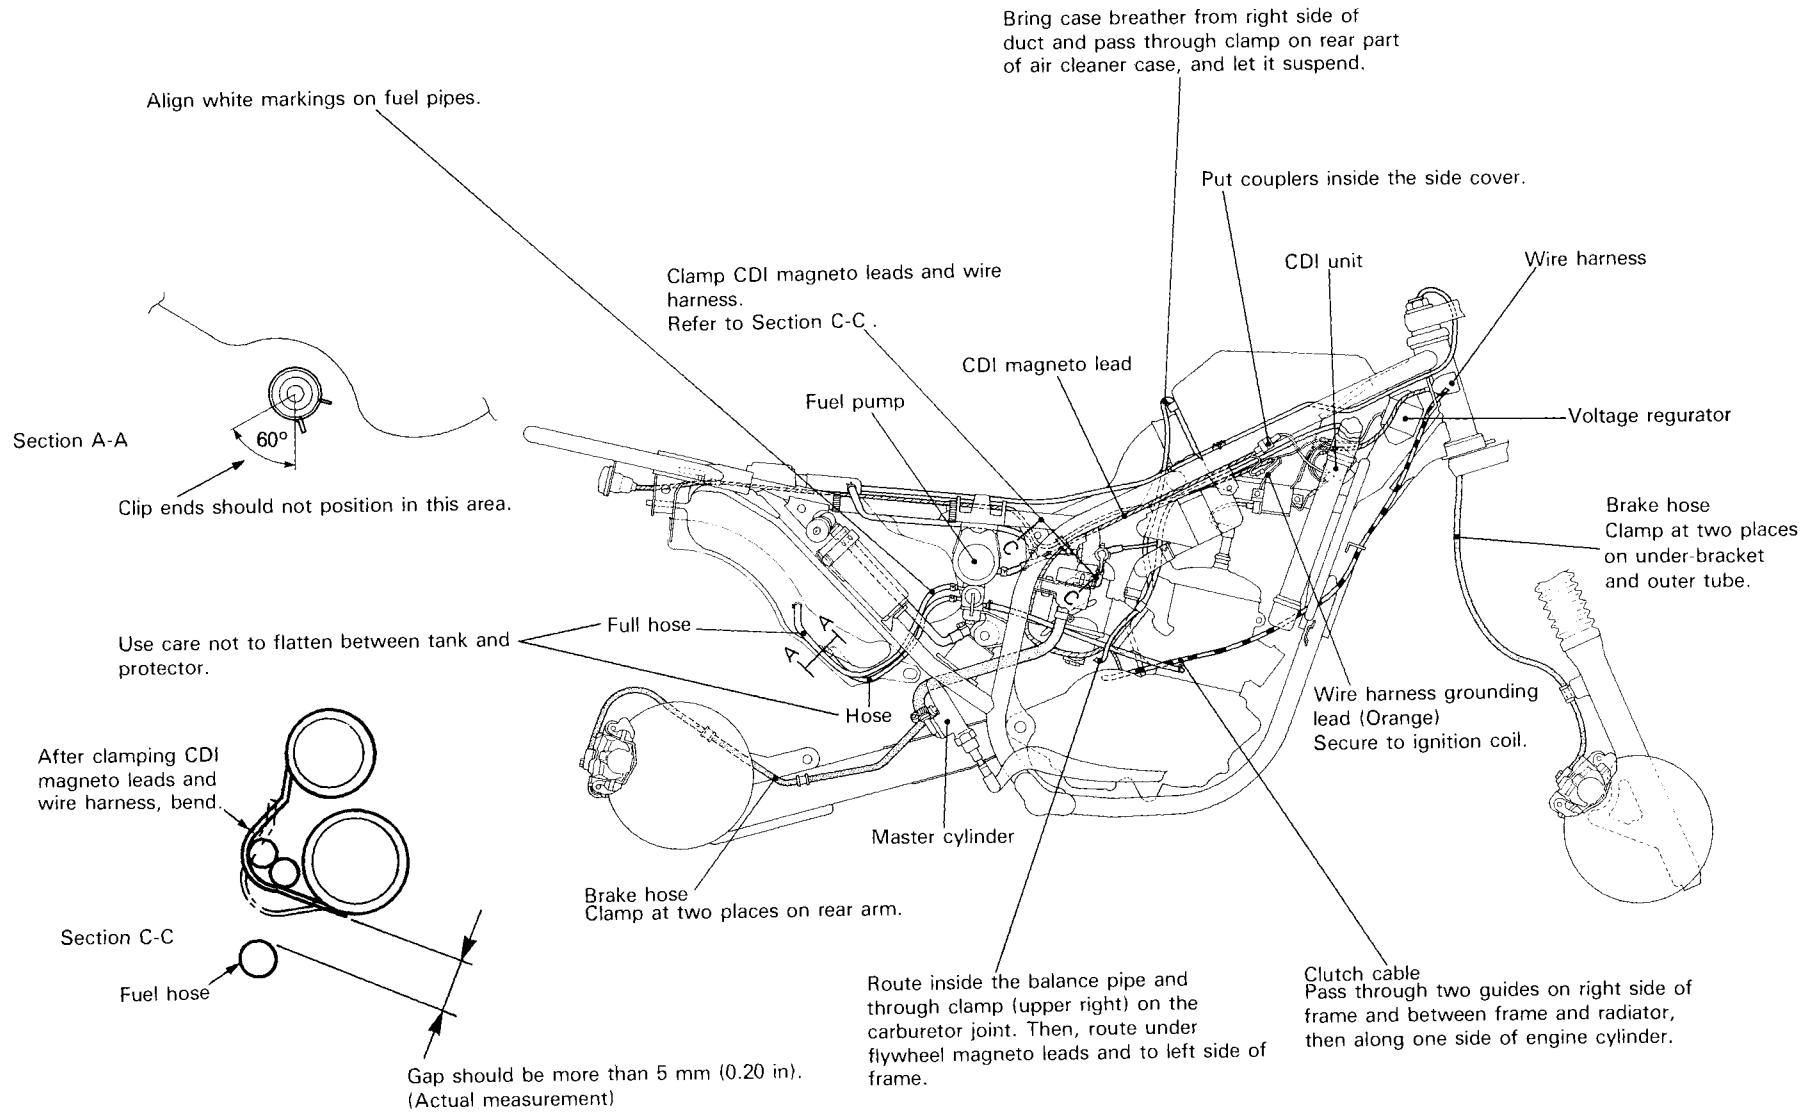 Bring case breather from right side of
duct and pass through clamp on rear part
of air cleaner case, and let it suspend.
Align white markings on fuel pipes.
Put couplers inside the side cover.
Clamp CDI magneto leads and wire
harness.
Refer to Section C-C.
CDI unit
Wire harness
CDI magneto lead
Fuel pump
Voltage regurator
Section A-A
60°
Clip ends should not position in this area.
Brake hose
Clamp at two places
on under-bracket
and outer tube.
C
C
A
A
Full hose
Use care not to flatten between tank and
protector.
Hose
Wire harness grounding
lead (Orange)
Secure to ignition coil.
After clamping CDI
magneto leads and
wire harness, bend.
Master cylinder
Brake hose
Clamp at two places on rear arm.
Section C-C
Fuel hose
Route inside the balance pipe and
through clamp (upper right) on the
carburetor joint. Then, route under
flywheel magneto leads and to left side of
frame.
Clutch cable
Pass through two guides on right side of
frame and between frame and radiator,
then along one side of engine cylinder.
Gap should be more than 5 mm (0.20 in).
(Actual measurement)